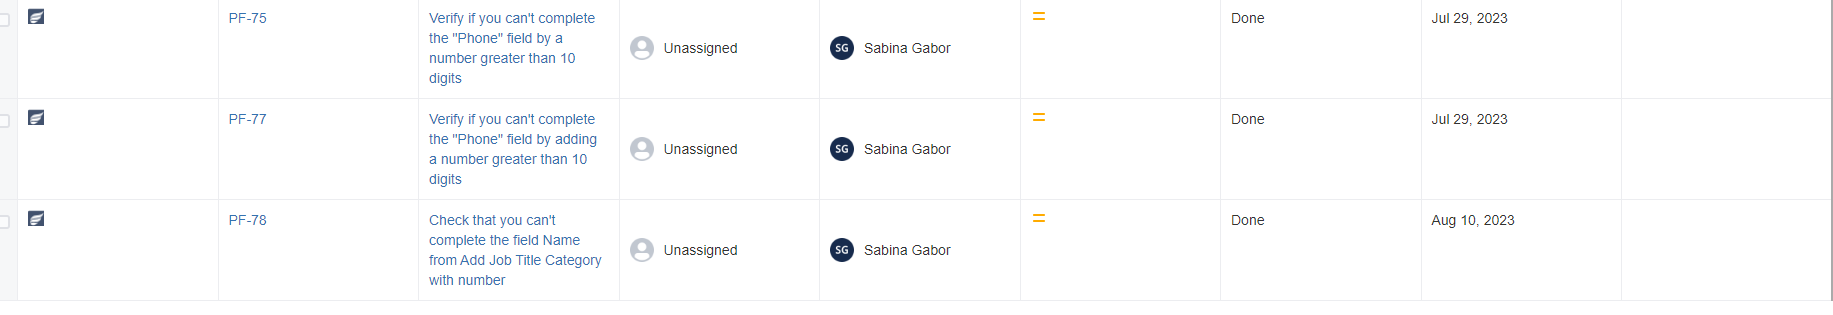 PF-75
Verify if you can't complete
the "Phone" field by a
number greater than 10
digits
Unassigned
SG Sabina Gabor
Done
Jul 29, 2023
PF-77
Verify if you can't complete
the "Phone" field by adding
a number greater than 10
digits
Unassigned
SG Sabina Gabor
Done
Jul 29, 2023
PF-78
Check that you can't
complete the field Name
from Add Job Title Category
with number
Unassigned
SG Sabina Gabor
Done
Aug 10, 2023